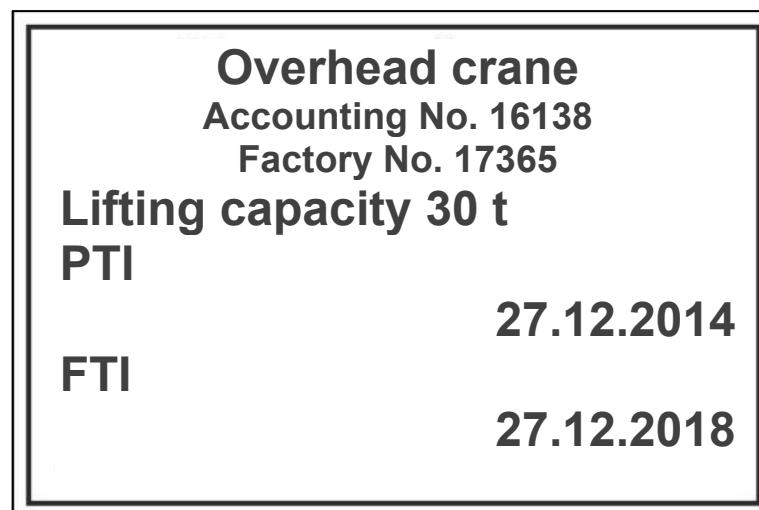 Overhead crane
Accounting No. 16138
Factory No. 17365
Lifting capacity 30 t
PTI
27.12.2014
FTI
27.12.2018